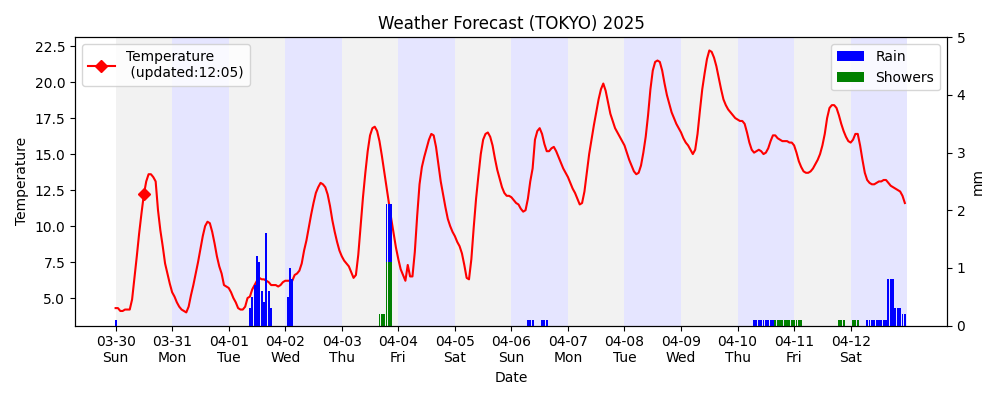 Weather Forecast (TOKYO) 2025
Temperature
(updated:12:05)
Rain
Showers
22.5
20.0
17.5
15.0
12.5
10.0
7.5
5.0
Temperature
5
4
3
2
1
0
mm
03-30 03-31 04-01 04-02 04-03 04-04 04-05 04-06 04-07 04-08 04-09 04-10 04-11 04-12
Sun Mon Tue Wed Thu Fri Sat Sun Mon Tue Wed Thu Fri Sat
Date